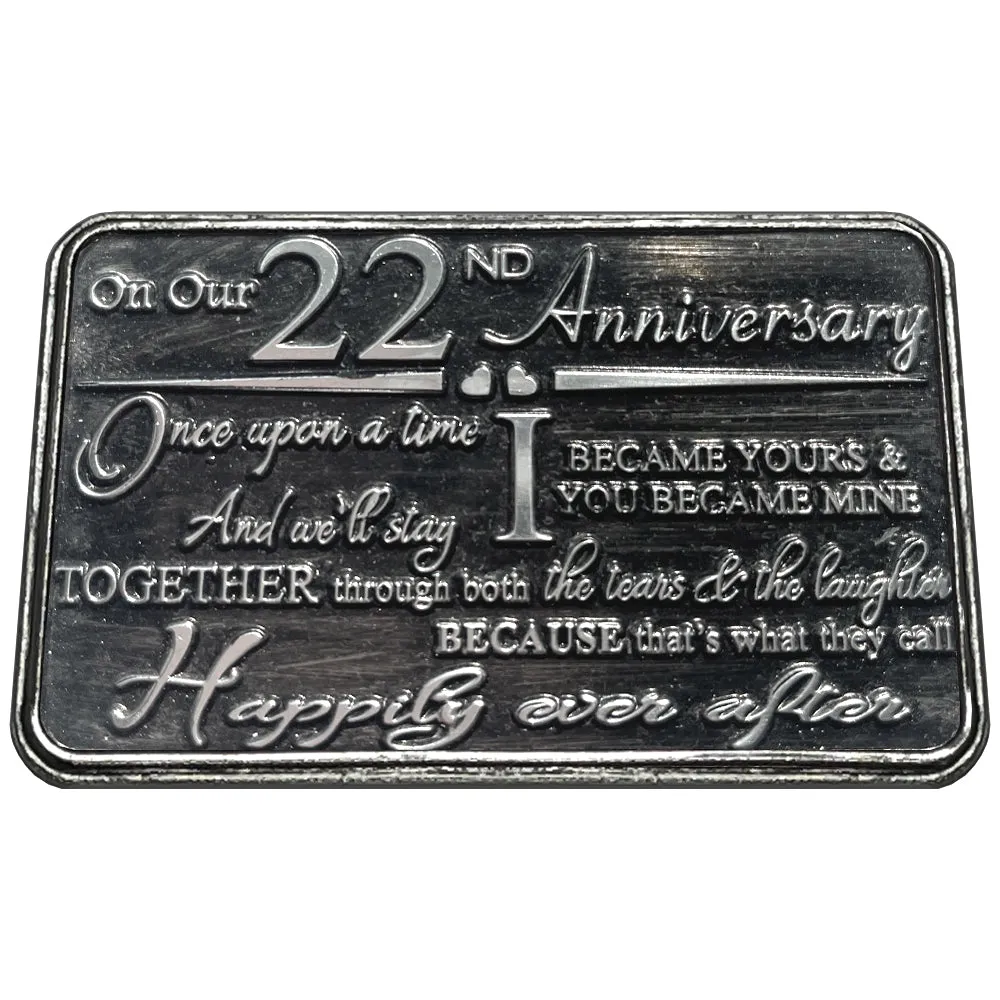 On Our 22ND Anniversary
Once upon a time I BECAME YOURS &
YOU BECAME MINE
And we'll stay
TOGETHER through both the tears & the laughter
BECAUSE that's what they call
Happily ever after